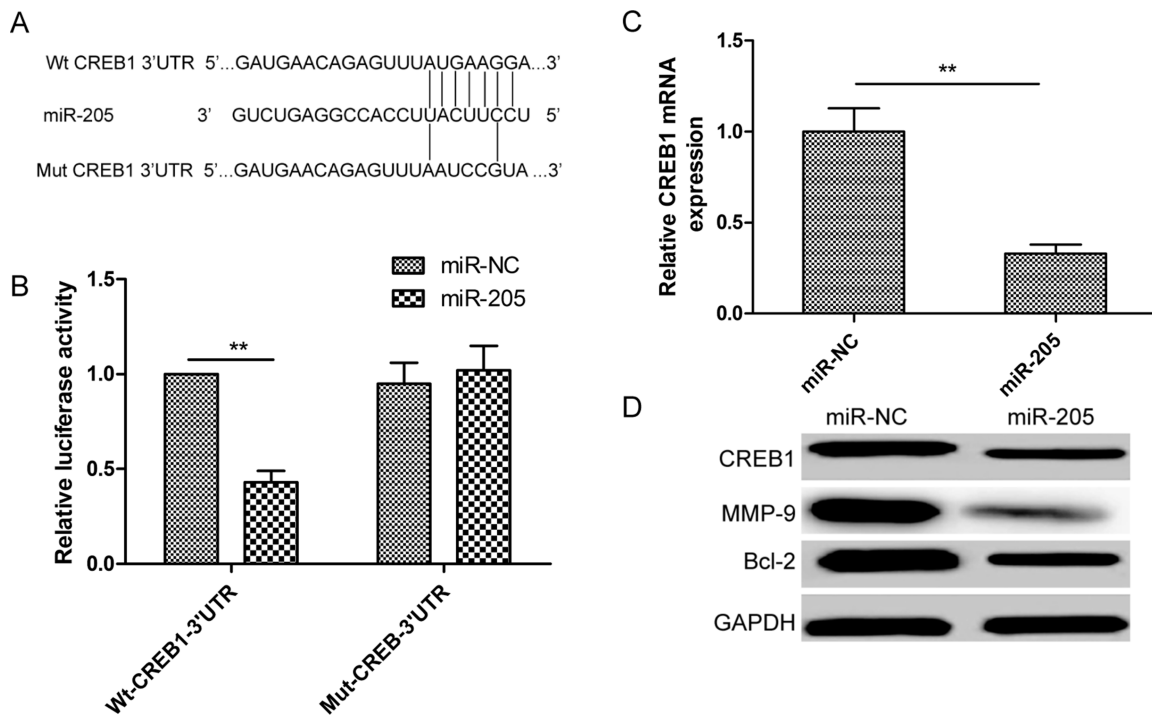 A
Wt CREB1 3'UTR 5'...GAUGAACAGAGUUUAUGAAGGA...3'
miR-205 3' GUCUGAGGCCACCUUACUUCCU 5'
Mut CREB1 3'UTR 5'...GAUGAACAGAGUUUAAUCCGUA ...3'
B
Relative luciferase activity
1.5
1.0
0.5
0.0
miR-NC
miR-205
**
Wt-CREB1-3'UTR
Mut-CREB-3'UTR
C
Relative CREB1 mRNA
expression
1.5
1.0
0.5
0.0
**
miR-NC
miR-205
D
miR-NC miR-205
CREB1
MMP-9
Bcl-2
GAPDH